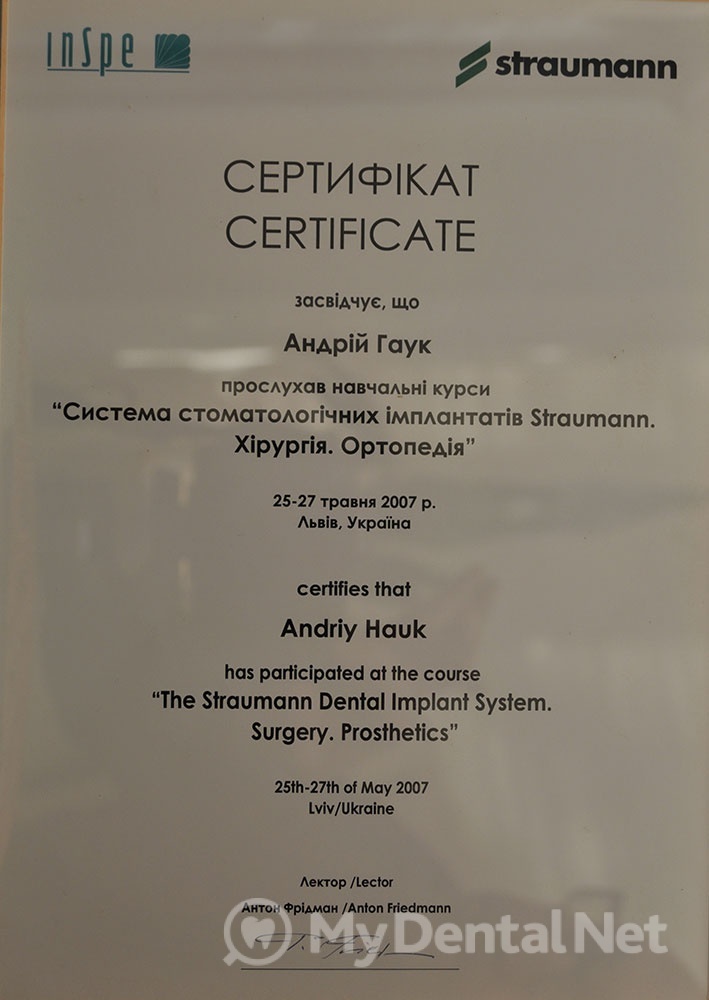 inSpe
straumann
СЕРТИФІКАТ
CERTIFICATE
засвідчує, що
Андрій Гаук
прослухав навчальні курси
“Система стоматологічних імплантатів Straumann.
Хірургія. Ортопедія”
25-27 травня 2007 р.
Львів, Україна
certifies that
Andriy Hauk
has participated at the course
“The Straumann Dental Implant System.
Surgery. Prosthetics”
25th-27th of May 2007
Lviv/Ukraine
Лектор /Lector
Антон Фрідман /Anton Friedmann
MyDental Net